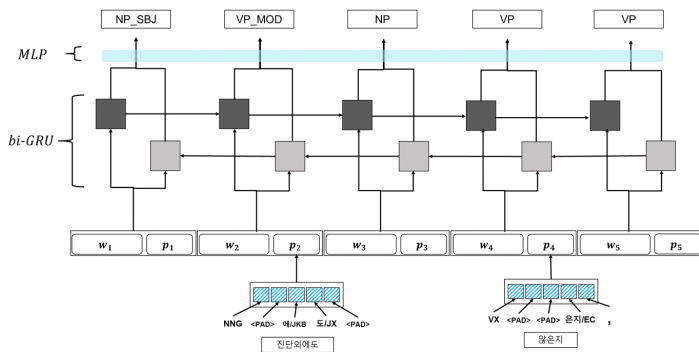 NP_SBJ VP_MOD NP VP VP
MLP
bi-GRU
w₁ p₁ w₂ p₂ w₃ p₃ w₄ p₄ w₅ p₅
NNG <PAD> 에/JKB 도/JX <PAD>
VX <PAD> <PAD> 은지/EC ,
진단외에도
않은지